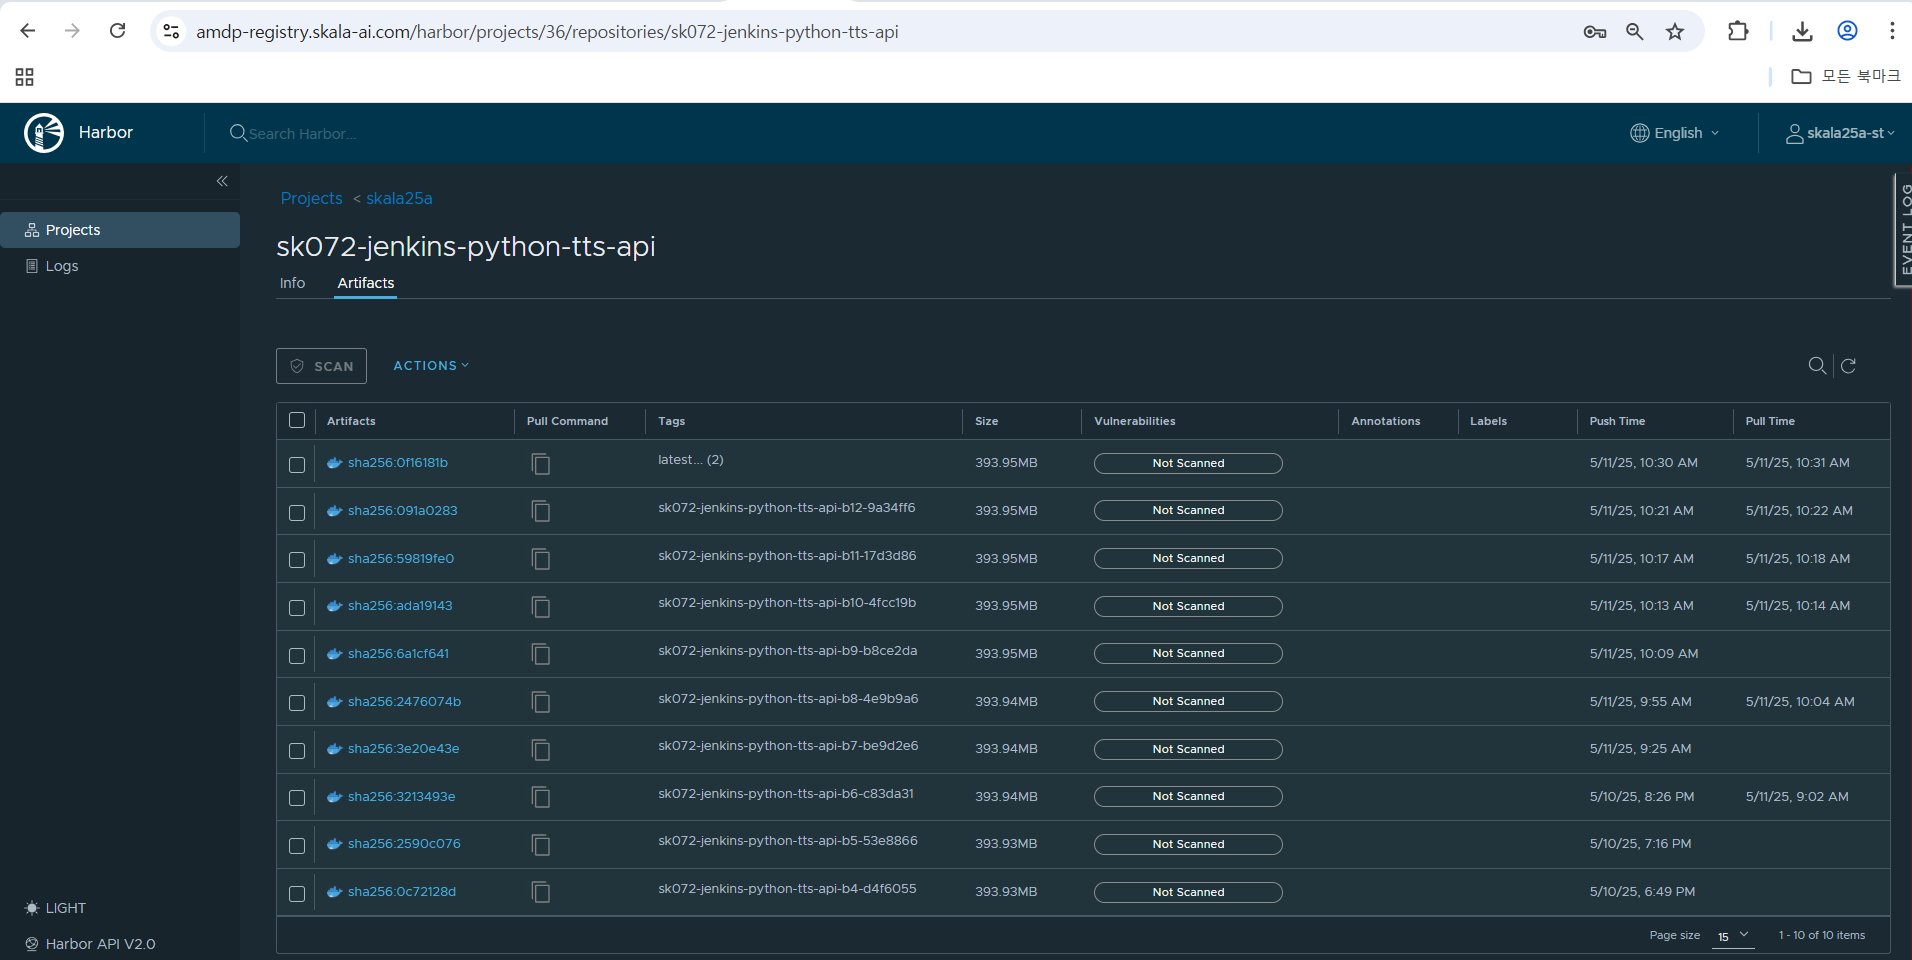 amdp-registry.skala-ai.com/harbor/projects/36/repositories/sk072-jenkins-python-tts-api
모든 북마크
Harbor
Search Harbor...
English
skala25a-st
Projects
Logs
LIGHT
Harbor API V2.0
EVENT LOG
Projects < skala25a
sk072-jenkins-python-tts-api
Info Artifacts
SCAN ACTIONS
Artifacts Pull Command Tags Size Vulnerabilities Annotations Labels Push Time Pull Time
sha256:0f16181b latest... (2) 393.95MB Not Scanned 5/11/25, 10:30 AM 5/11/25, 10:31 AM
sha256:091a0283 sk072-jenkins-python-tts-api-b12-9a34ff6 393.95MB Not Scanned 5/11/25, 10:21 AM 5/11/25, 10:22 AM
sha256:59819fe0 sk072-jenkins-python-tts-api-b11-17d3d86 393.95MB Not Scanned 5/11/25, 10:17 AM 5/11/25, 10:18 AM
sha256:ada19143 sk072-jenkins-python-tts-api-b10-4fcc19b 393.95MB Not Scanned 5/11/25, 10:13 AM 5/11/25, 10:14 AM
sha256:6a1cf641 sk072-jenkins-python-tts-api-b9-b8ce2da 393.95MB Not Scanned 5/11/25, 10:09 AM
sha256:2476074b sk072-jenkins-python-tts-api-b8-4e9b9a6 393.94MB Not Scanned 5/11/25, 9:55 AM 5/11/25, 10:04 AM
sha256:3e20e43e sk072-jenkins-python-tts-api-b7-be9d2e6 393.94MB Not Scanned 5/11/25, 9:25 AM
sha256:3213493e sk072-jenkins-python-tts-api-b6-c83da31 393.94MB Not Scanned 5/10/25, 8:26 PM 5/11/25, 9:02 AM
sha256:2590c076 sk072-jenkins-python-tts-api-b5-53e8866 393.93MB Not Scanned 5/10/25, 7:16 PM
sha256:0c72128d sk072-jenkins-python-tts-api-b4-d4f6055 393.93MB Not Scanned 5/10/25, 6:49 PM
Page size 15 1 - 10 of 10 items